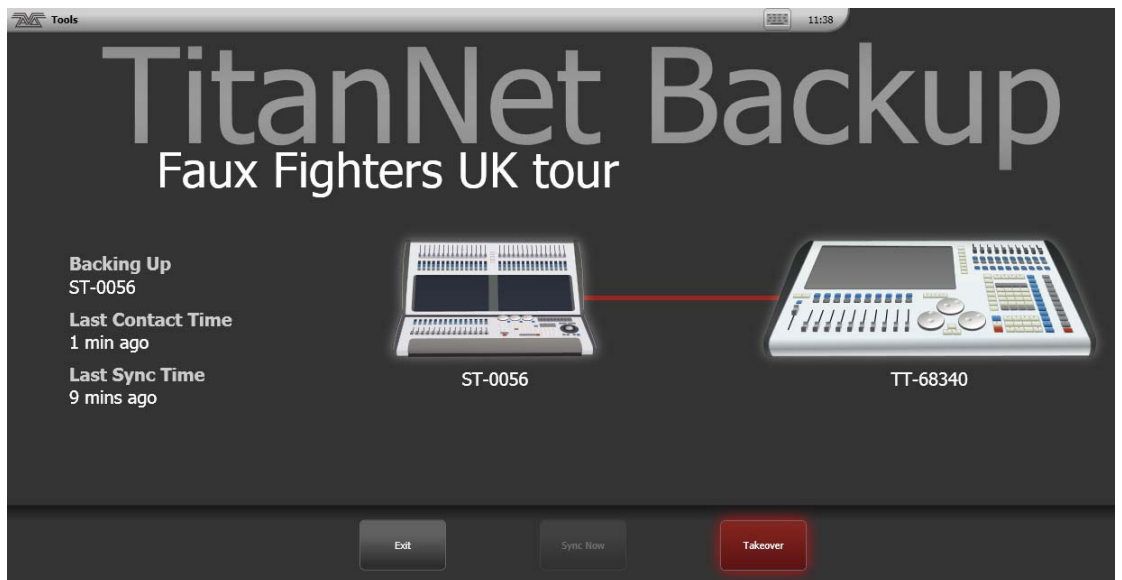 Tools
11:38
TitanNet Backup
Faux Fighters UK tour
Backing Up
ST-0056
Last Contact Time
1 min ago
Last Sync Time
9 mins ago
ST-0056
TT-68340
Exit
Sync Now
Takeover